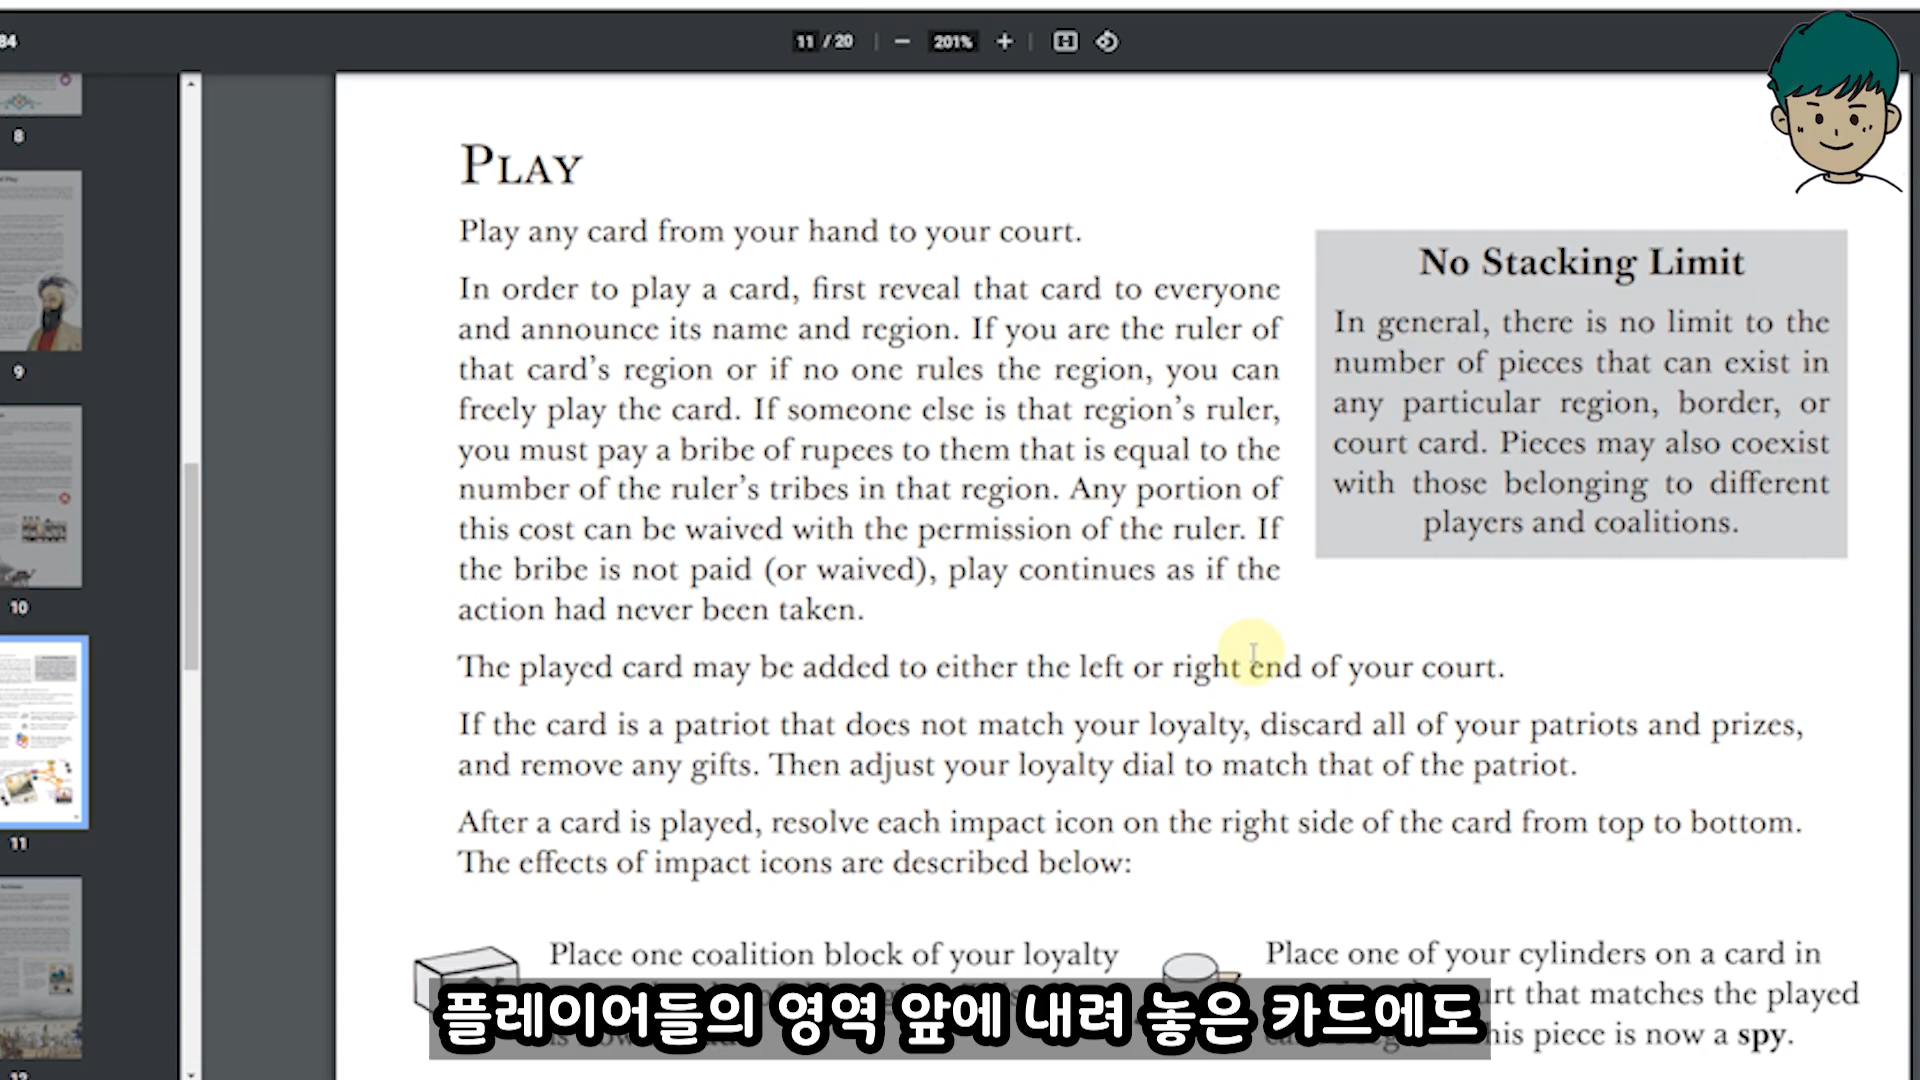 84
11 / 20
201%
8
9
10
11
12
PLAY
Play any card from your hand to your court.
In order to play a card, first reveal that card to everyone
and announce its name and region. If you are the ruler of
that card's region or if no one rules the region, you can
freely play the card. If someone else is that region's ruler,
you must pay a bribe of rupees to them that is equal to the
number of the ruler's tribes in that region. Any portion of
this cost can be waived with the permission of the ruler. If
the bribe is not paid (or waived), play continues as if the
action had never been taken.
No Stacking Limit
In general, there is no limit to the
number of pieces that can exist in
any particular region, border, or
court card. Pieces may also coexist
with those belonging to different
players and coalitions.
The played card may be added to either the left or right end of your court.
If the card is a patriot that does not match your loyalty, discard all of your patriots and prizes,
and remove any gifts. Then adjust your loyalty dial to match that of the patriot.
After a card is played, resolve each impact icon on the right side of the card from top to bottom.
The effects of impact icons are described below:
Place one coalition block of your loyalty
Place one of your cylinders on a card in
that matches the played
piece is now a spy.
플레이어들의 영역 앞에 내려 놓은 카드에도